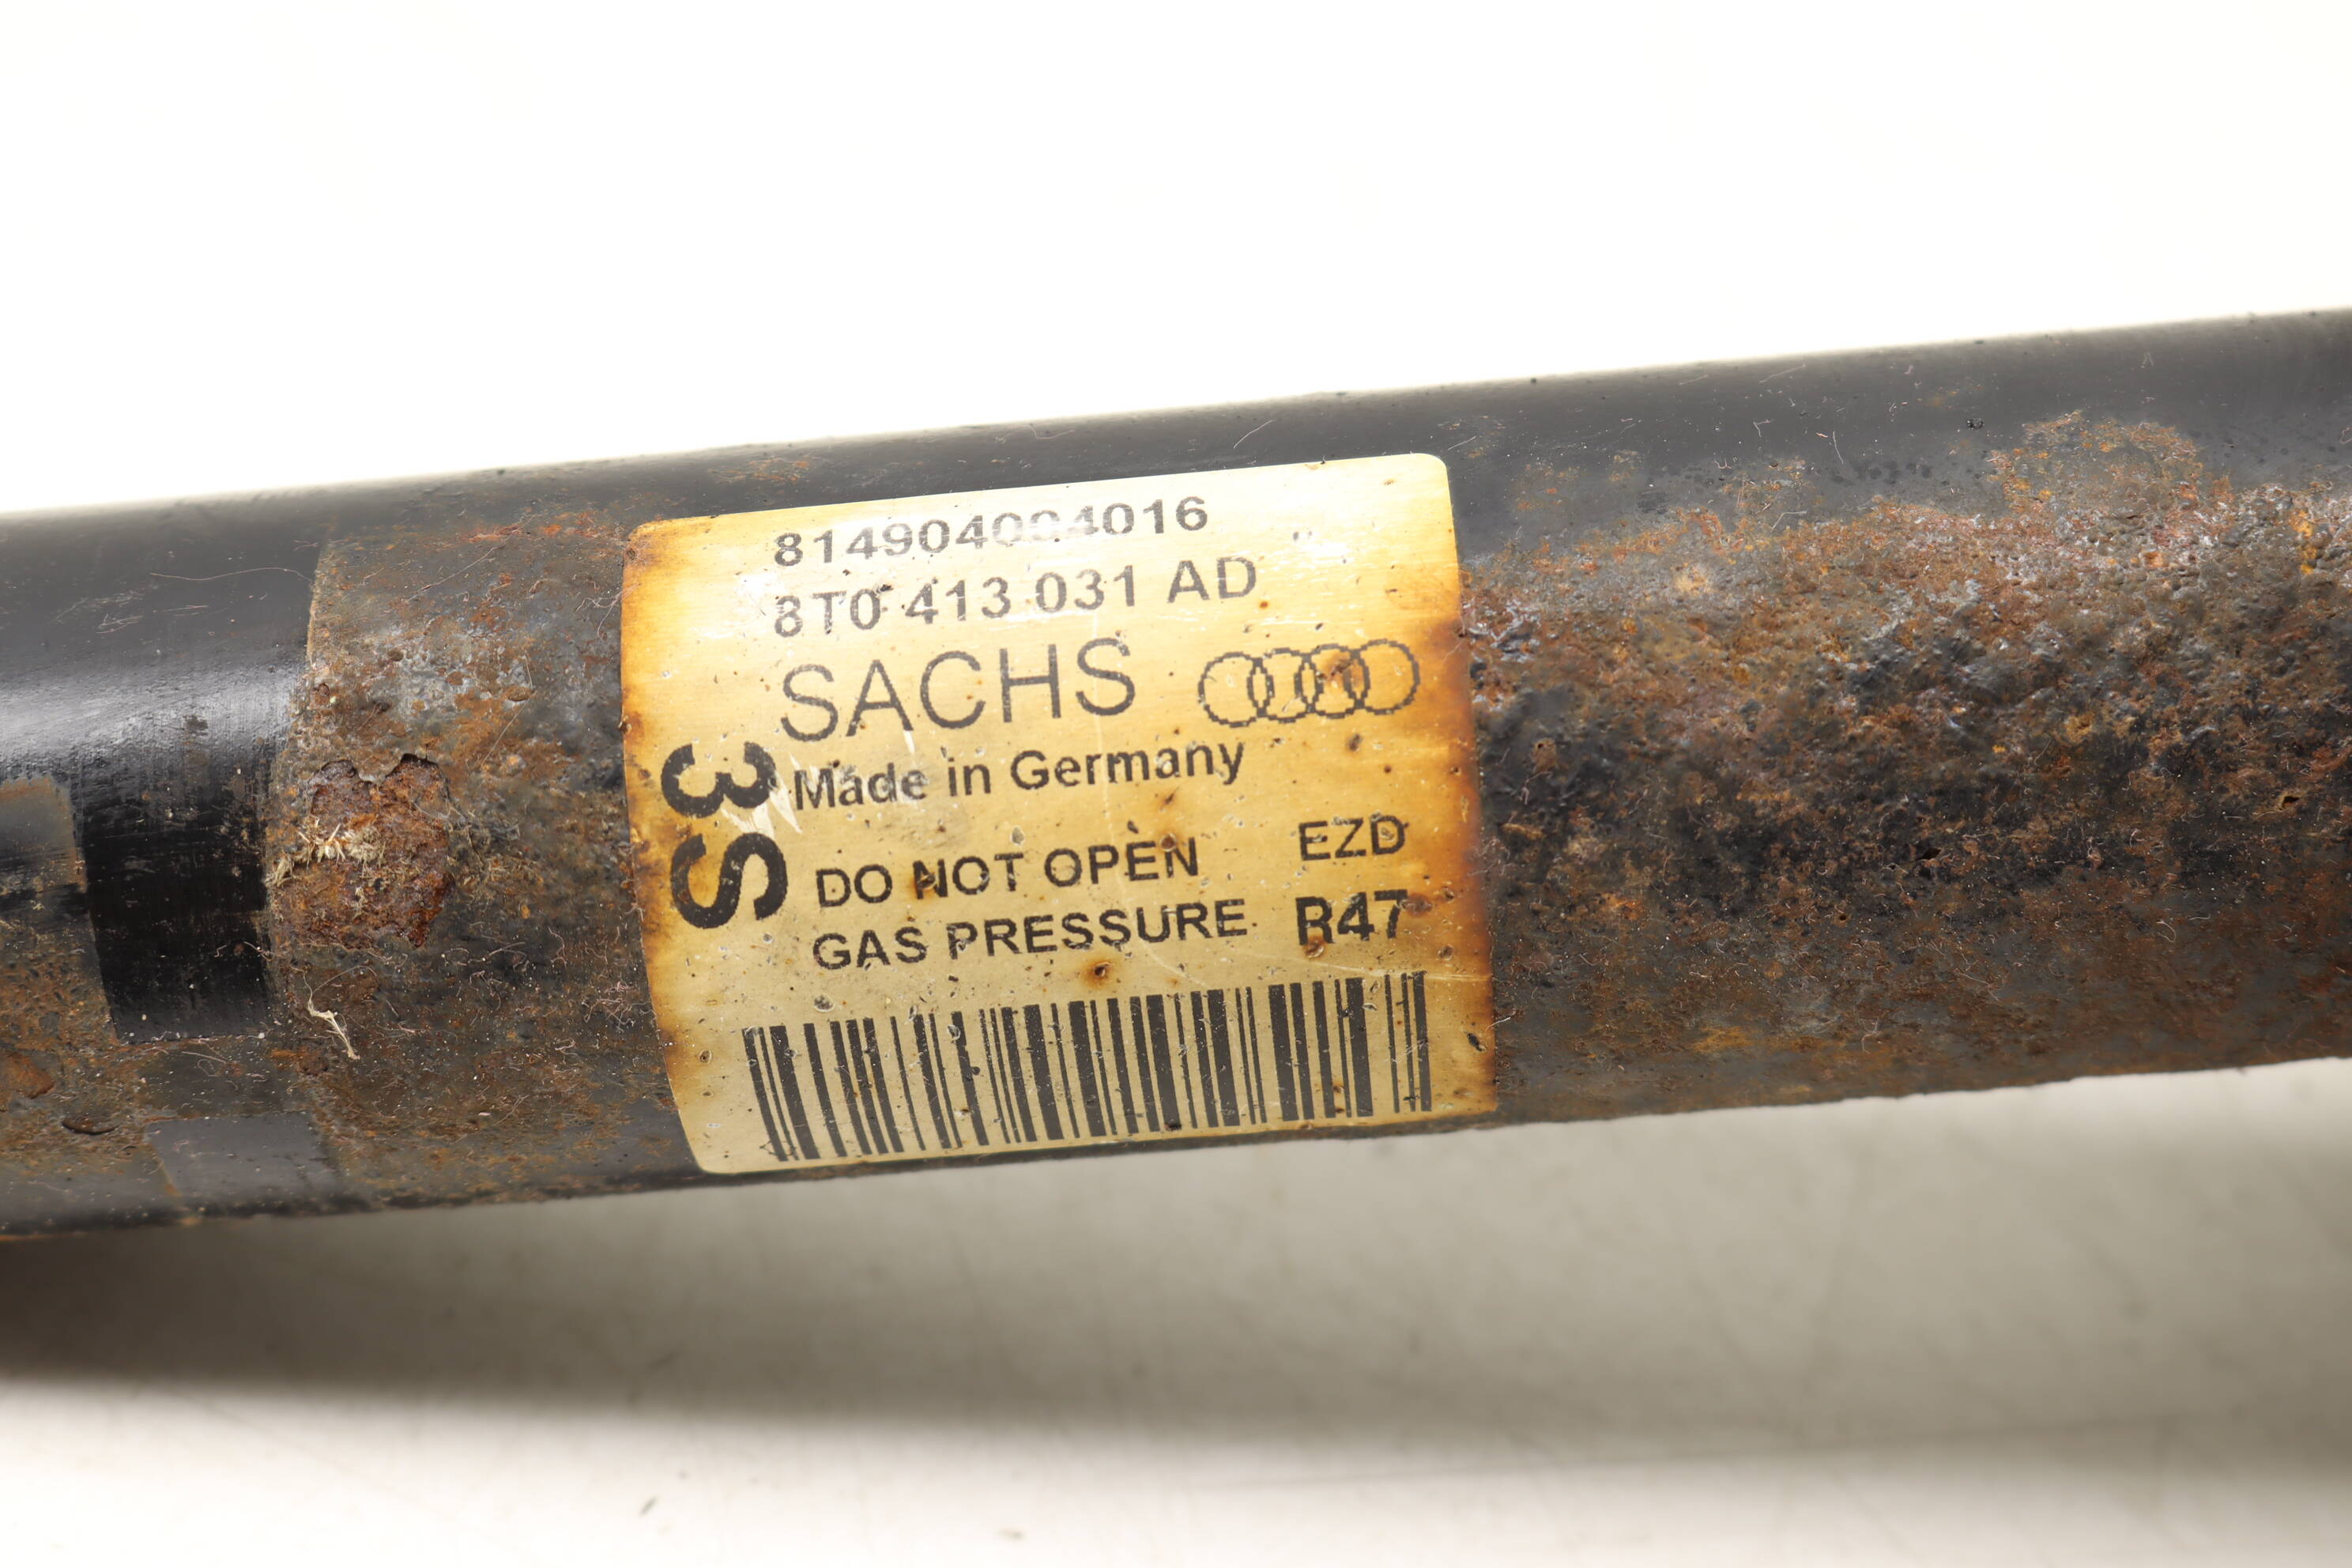 814904004016
8T0 413 031 AD
SACHS
Made in Germany
3S
DO NOT OPEN EZD
GAS PRESSURE R47